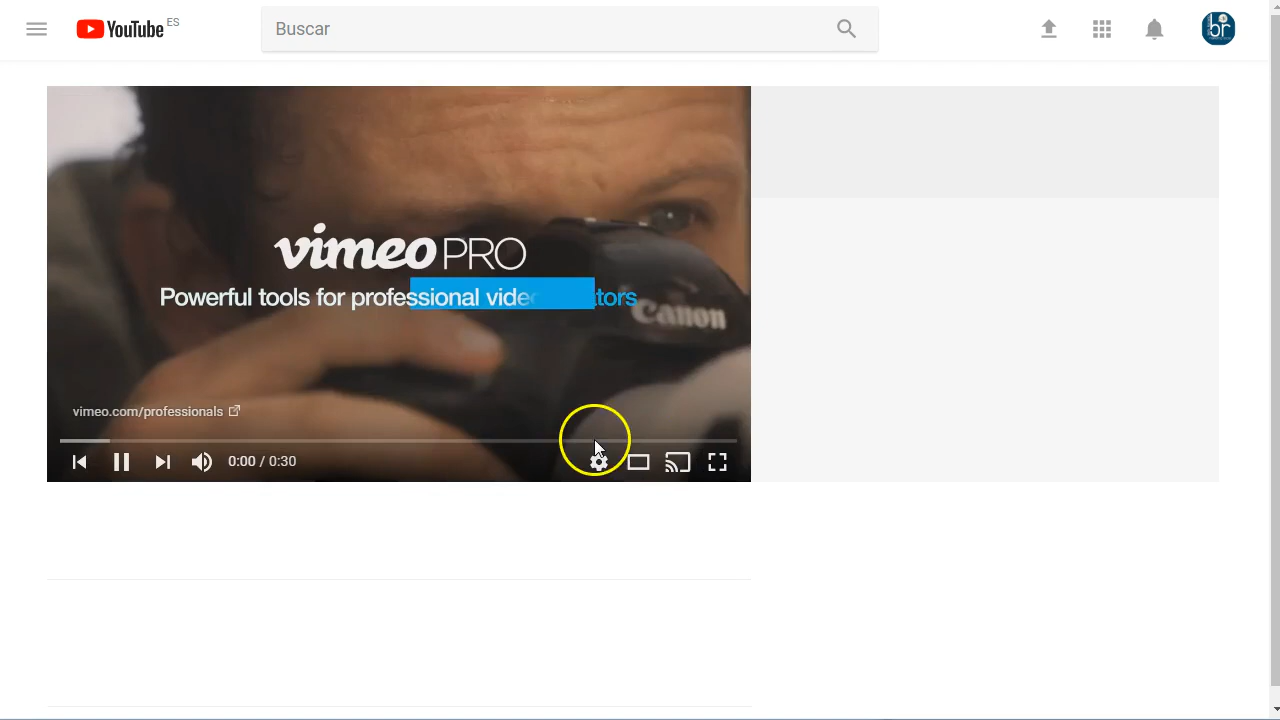 YouTube ES
Buscar
br
vimeo PRO
Powerful tools for professional vide tors
Canon
vimeo.com/professionals
0:00 / 0:30